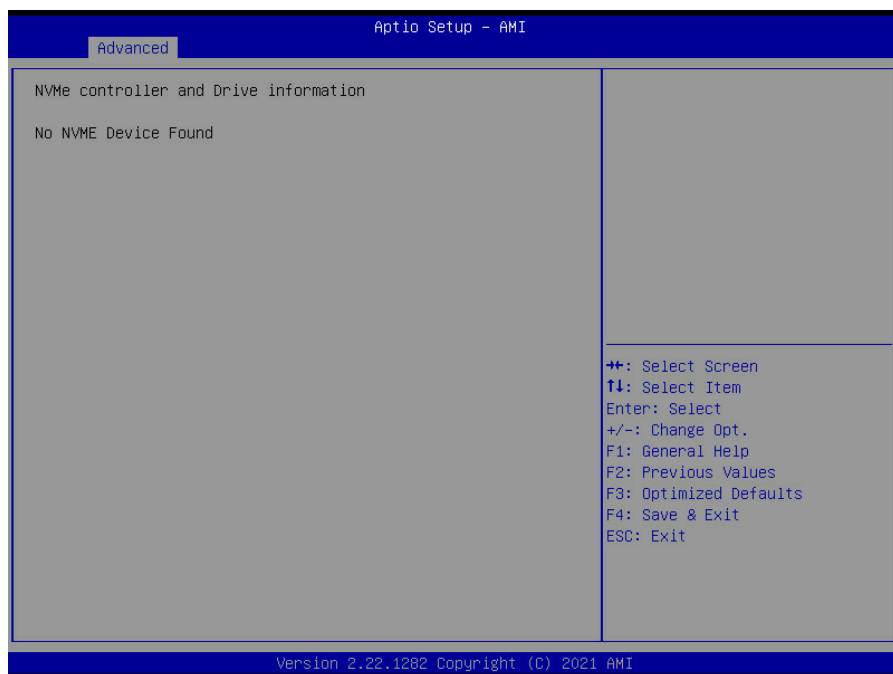 Aptio Setup – AMI
Advanced
NVMe controller and Drive information
No NVME Device Found
→←: Select Screen
↑↓: Select Item
Enter: Select
+/-: Change Opt.
F1: General Help
F2: Previous Values
F3: Optimized Defaults
F4: Save & Exit
ESC: Exit
Version 2.22.1282 Copyright (C) 2021 AMI